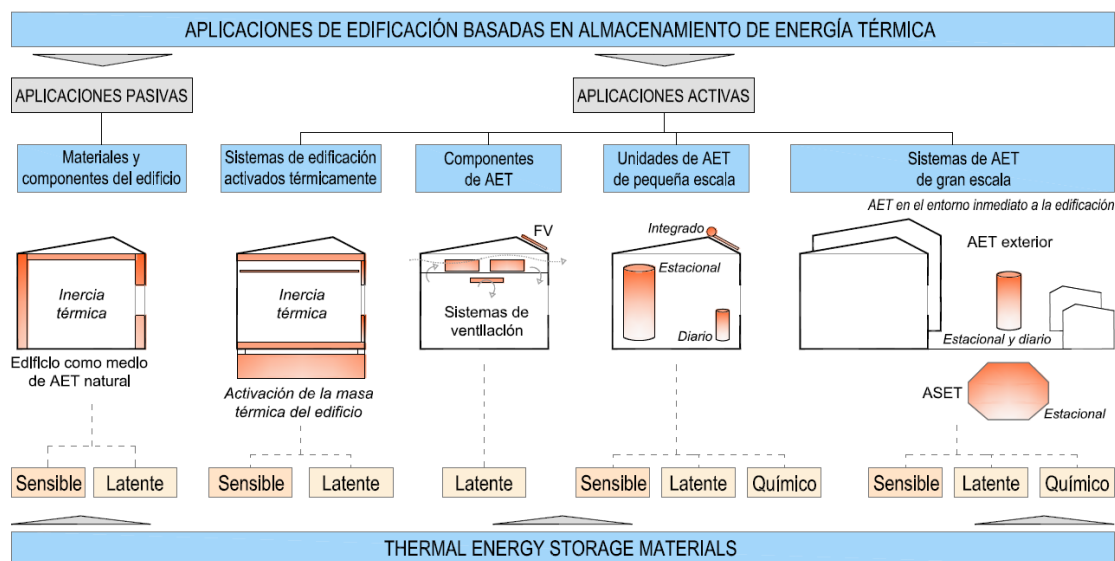 APLICACIONES DE EDIFICACIÓN BASADAS EN ALMACENAMIENTO DE ENERGÍA TÉRMICA
APLICACIONES PASIVAS
APLICACIONES ACTIVAS
Materiales y
componentes del edificio
Sistemas de edificación
activados térmicamente
Componentes
de AET
Unidades de AET
de pequeña escala
Sistemas de AET
de gran escala
AET en el entorno inmediato a la edificación
Inercia
térmica
Edificio como medio
de AET natural
Inercia
térmica
Activación de la masa
térmica del edificio
FV
Sistemas de
ventilación
Integrado
Estacional
Diario
AET exterior
Estacional y diario
ASET
Estacional
Sensible
Latente
Sensible
Latente
Latente
Sensible
Latente
Químico
Sensible
Latente
Químico
THERMAL ENERGY STORAGE MATERIALS